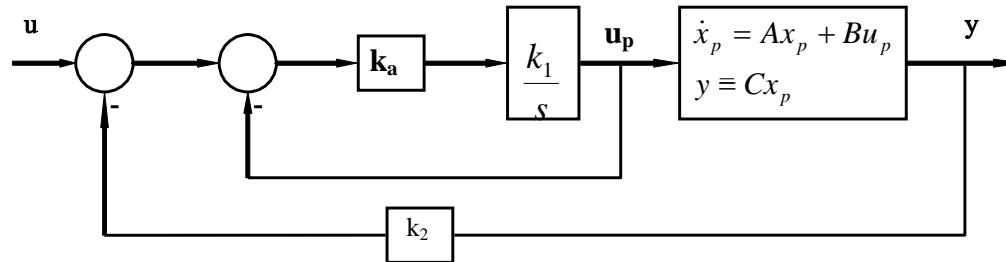 u
k_a
k_1
s
u_p
ẋ_p = Ax_p + Bu_p
y ≡ Cx_p
y
-
-
k_2